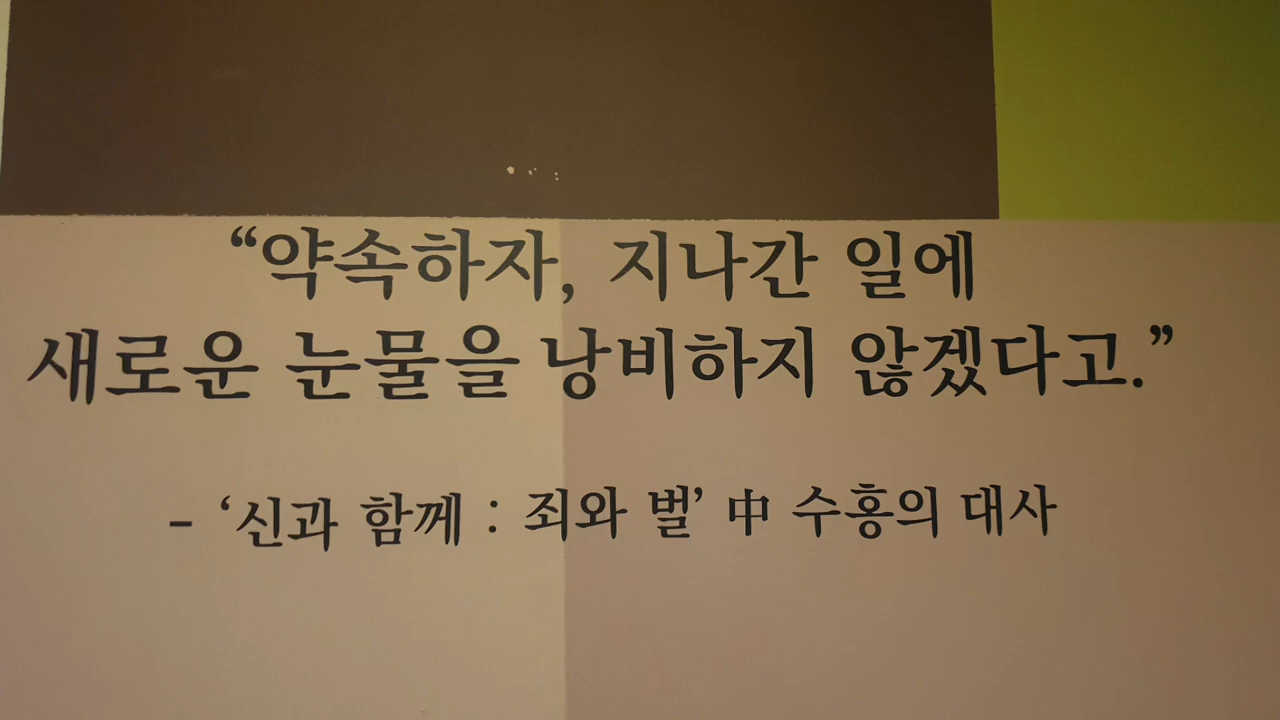 “약속하자, 지나간 일에
새로운 눈물을 낭비하지 않겠다고.”
- ‘신과 함께 : 죄와 벌’ 中 수홍의 대사